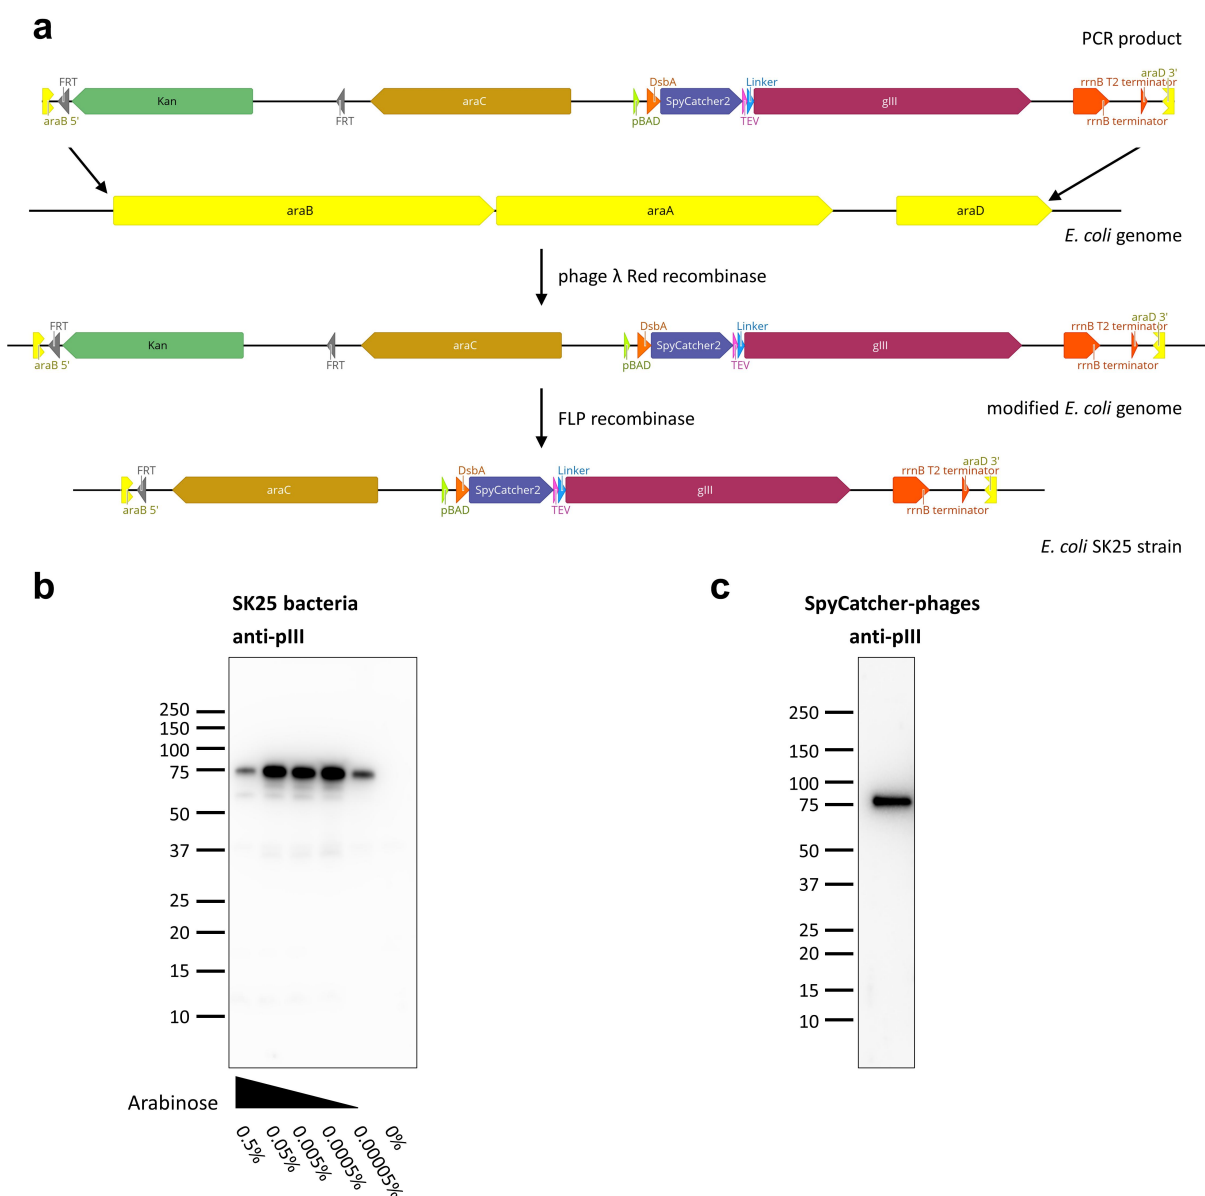 a
PCR product
FRT
DsbA
Linker
araD 3'
rrnB T2 terminator
Kan
araC
SpyCatcher2
gIII
araB 5'
FRT
pBAD
TEV
rrnB terminator
araB
araA
araD
E. coli genome
phage λ Red recombinase
FRT
DsbA
Linker
araD 3'
rrnB T2 terminator
Kan
araC
SpyCatcher2
gIII
araB 5'
FRT
pBAD
TEV
rrnB terminator
modified E. coli genome
FLP recombinase
FRT
DsbA
Linker
araD 3'
rrnB T2 terminator
araC
SpyCatcher2
gIII
araB 5'
pBAD
TEV
rrnB terminator
E. coli SK25 strain
b
SK25 bacteria
anti-pIII
250
150
100
75
50
37
25
20
15
10
Arabinose
0.5%
0.05%
0.005%
0.0005%
0.00005%
0%
c
SpyCatcher-phages
anti-pIII
250
150
100
75
50
37
25
20
15
10